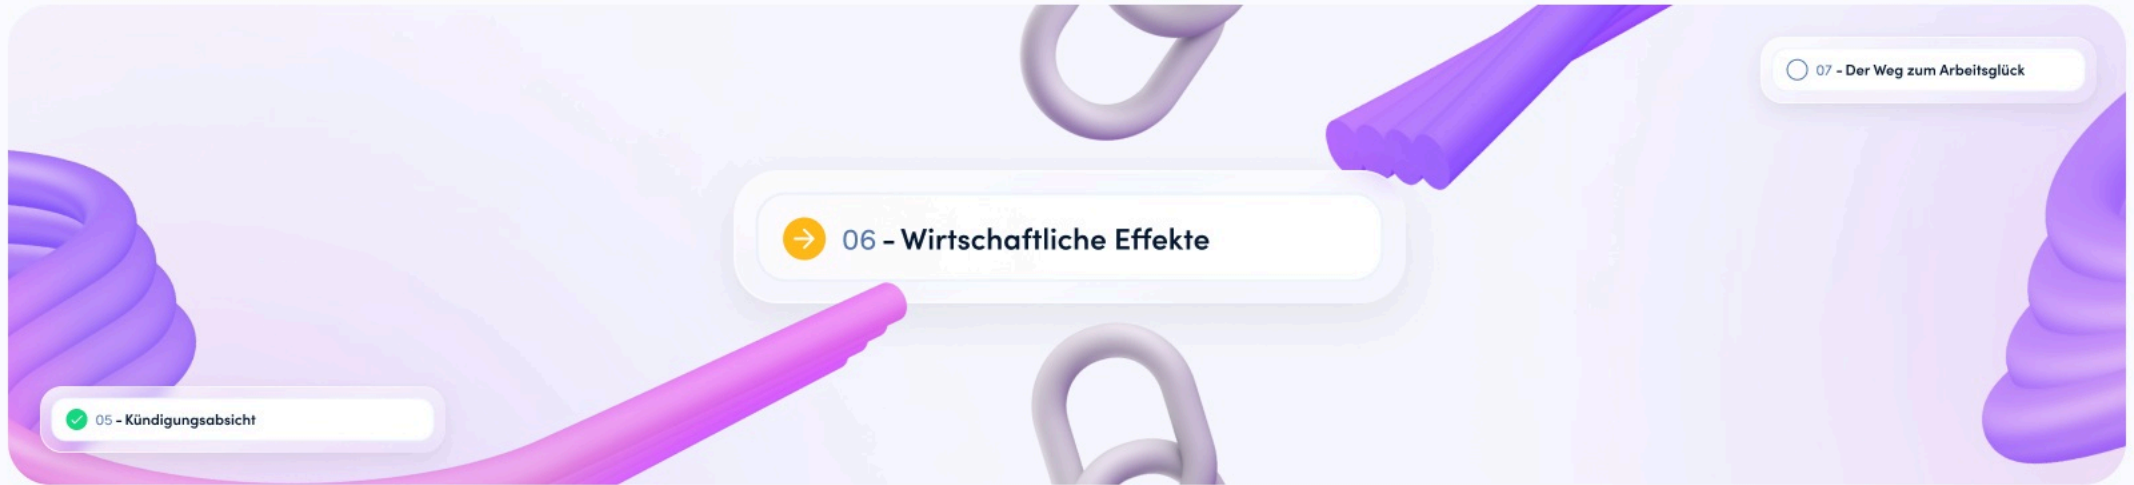 07 - Der Weg zum Arbeitsglück
06 - Wirtschaftliche Effekte
05 - Kündigungsabsicht